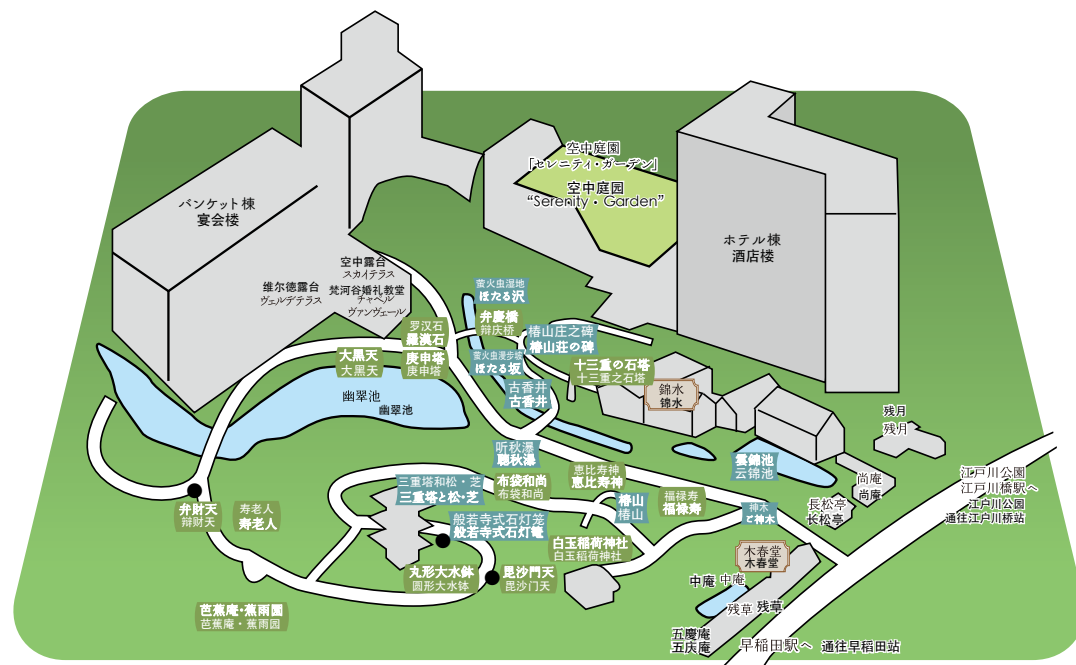 空中庭園
「セレニティ・ガーデン」
空中庭园
“Serenity・Garden”
バンケット棟
宴会楼
ホテル棟
酒店楼
空中露台
スカイテラス
维尔德露台
ヴェルデテラス
梵河谷婚礼教堂
チャペル
ヴァンヴェール
萤火虫湿地
ほたる沢
罗汉石
羅漢石
弁慶橋
辩庆桥
椿山庄之碑
椿山荘の碑
大黒天
大黑天
庚申塔
庚申塔
萤火虫漫步坡
ほたる坂
十三重の石塔
十三重之石塔
古香井
古香井
錦水
锦水
幽翠池
幽翠池
残月
残月
听秋瀑
聴秋瀑
雲錦池
云锦池
尚庵
尚庵
長松亭
长松亭
江戸川公園
江戸川橋駅へ
江户川公园
通往江户川桥站
三重塔和松・芝
三重塔と松・芝
布袋和尚
布袋和尚
恵比寿神
恵比寿神
椿山
椿山
福禄寿
福禄寿
神木
ご神木
弁財天
辩财天
寿老人
寿老人
般若寺式石灯笼
般若寺式石灯篭
白玉稲荷神社
白玉稻荷神社
木春堂
木春堂
丸形大水鉢
圆形大水钵
毘沙門天
毘沙门天
中庵
中庵
残草
残草
芭蕉庵・蕉雨園
芭蕉庵・蕉雨园
五慶庵
五庆庵
早稲田駅へ
通往早稻田站